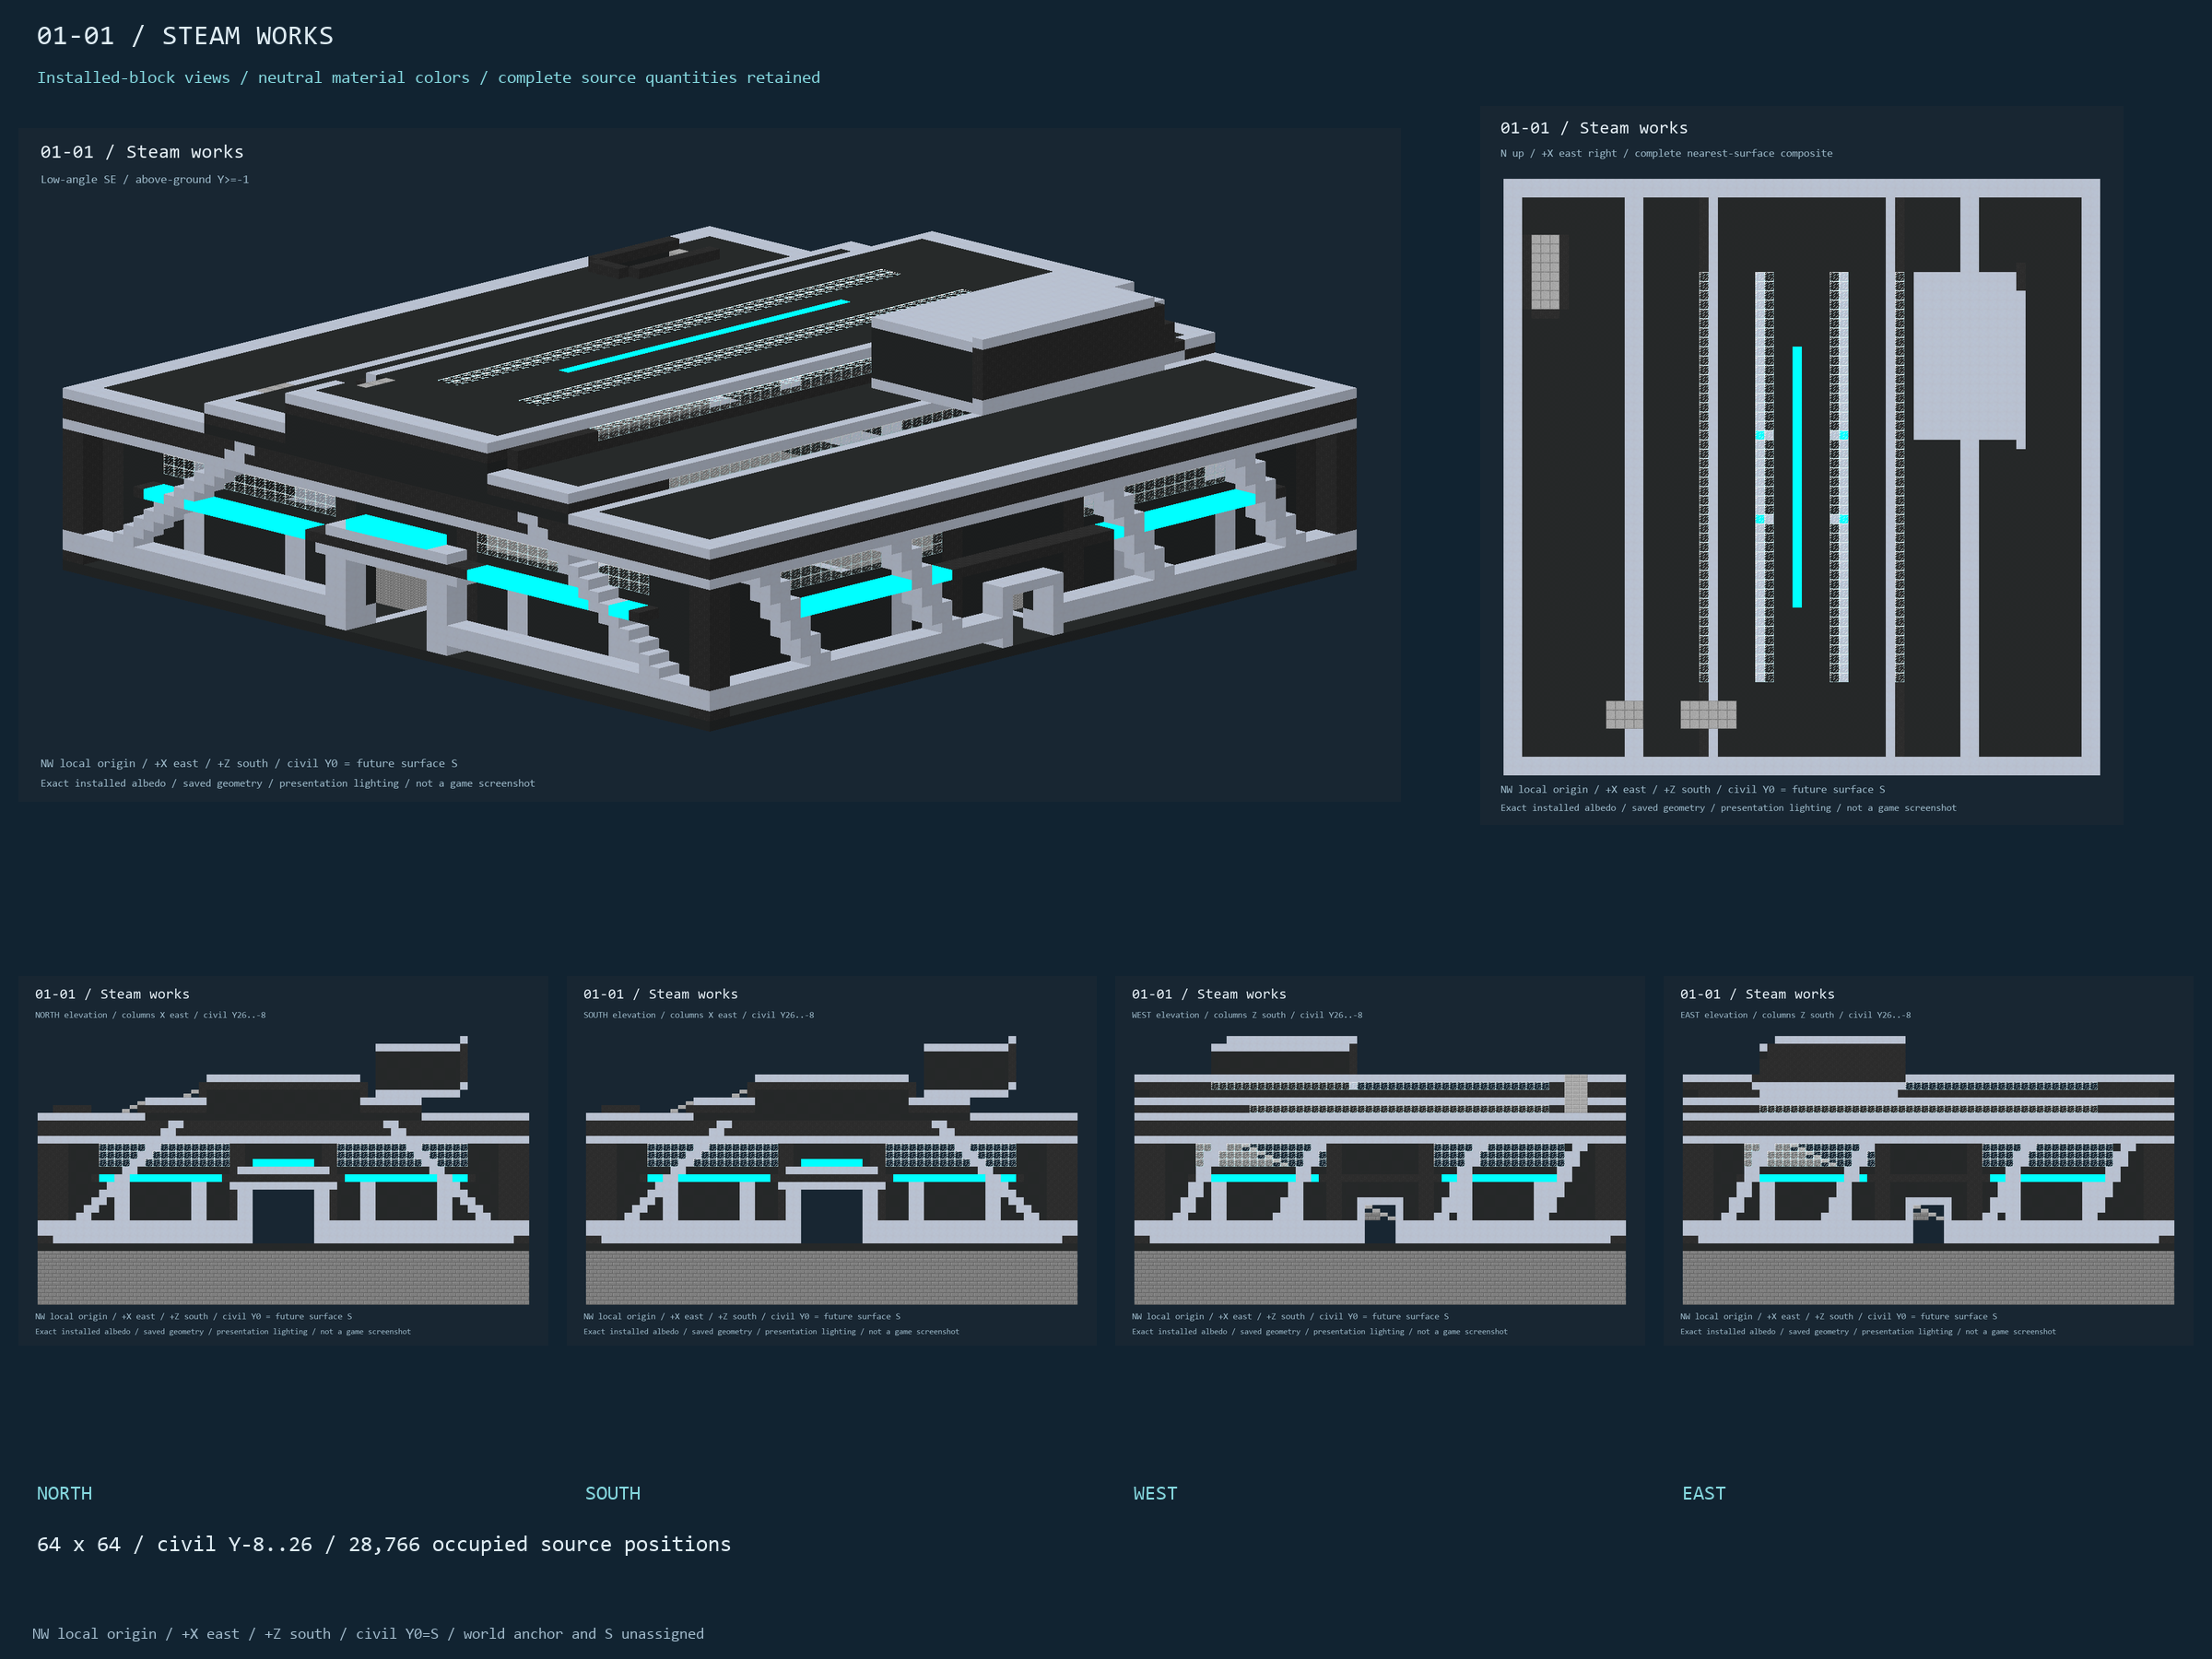 01-01 / STEAM WORKS
Installed-block views / neutral material colors / complete source quantities retained
01-01 / Steam works
Low-angle SE / above-ground Y>=-1
NW local origin / +X east / +Z south / civil Y0 = future surface S
Exact installed albedo / saved geometry / presentation lighting / not a game screenshot
01-01 / Steam works
N up / +X east right / complete nearest-surface composite
NW local origin / +X east / +Z south / civil Y0 = future surface S
Exact installed albedo / saved geometry / presentation lighting / not a game screenshot
01-01 / Steam works
NORTH elevation / columns X east / civil Y26..-8
NW local origin / +X east / +Z south / civil Y0 = future surface S
Exact installed albedo / saved geometry / presentation lighting / not a game screenshot
01-01 / Steam works
SOUTH elevation / columns X east / civil Y26..-8
NW local origin / +X east / +Z south / civil Y0 = future surface S
Exact installed albedo / saved geometry / presentation lighting / not a game screenshot
01-01 / Steam works
WEST elevation / columns Z south / civil Y26..-8
NW local origin / +X east / +Z south / civil Y0 = future surface S
Exact installed albedo / saved geometry / presentation lighting / not a game screenshot
01-01 / Steam works
EAST elevation / columns Z south / civil Y26..-8
NW local origin / +X east / +Z south / civil Y0 = future surface S
Exact installed albedo / saved geometry / presentation lighting / not a game screenshot
NORTH
SOUTH
WEST
EAST
64 x 64 / civil Y-8..26 / 28,766 occupied source positions
NW local origin / +X east / +Z south / civil Y0=S / world anchor and S unassigned